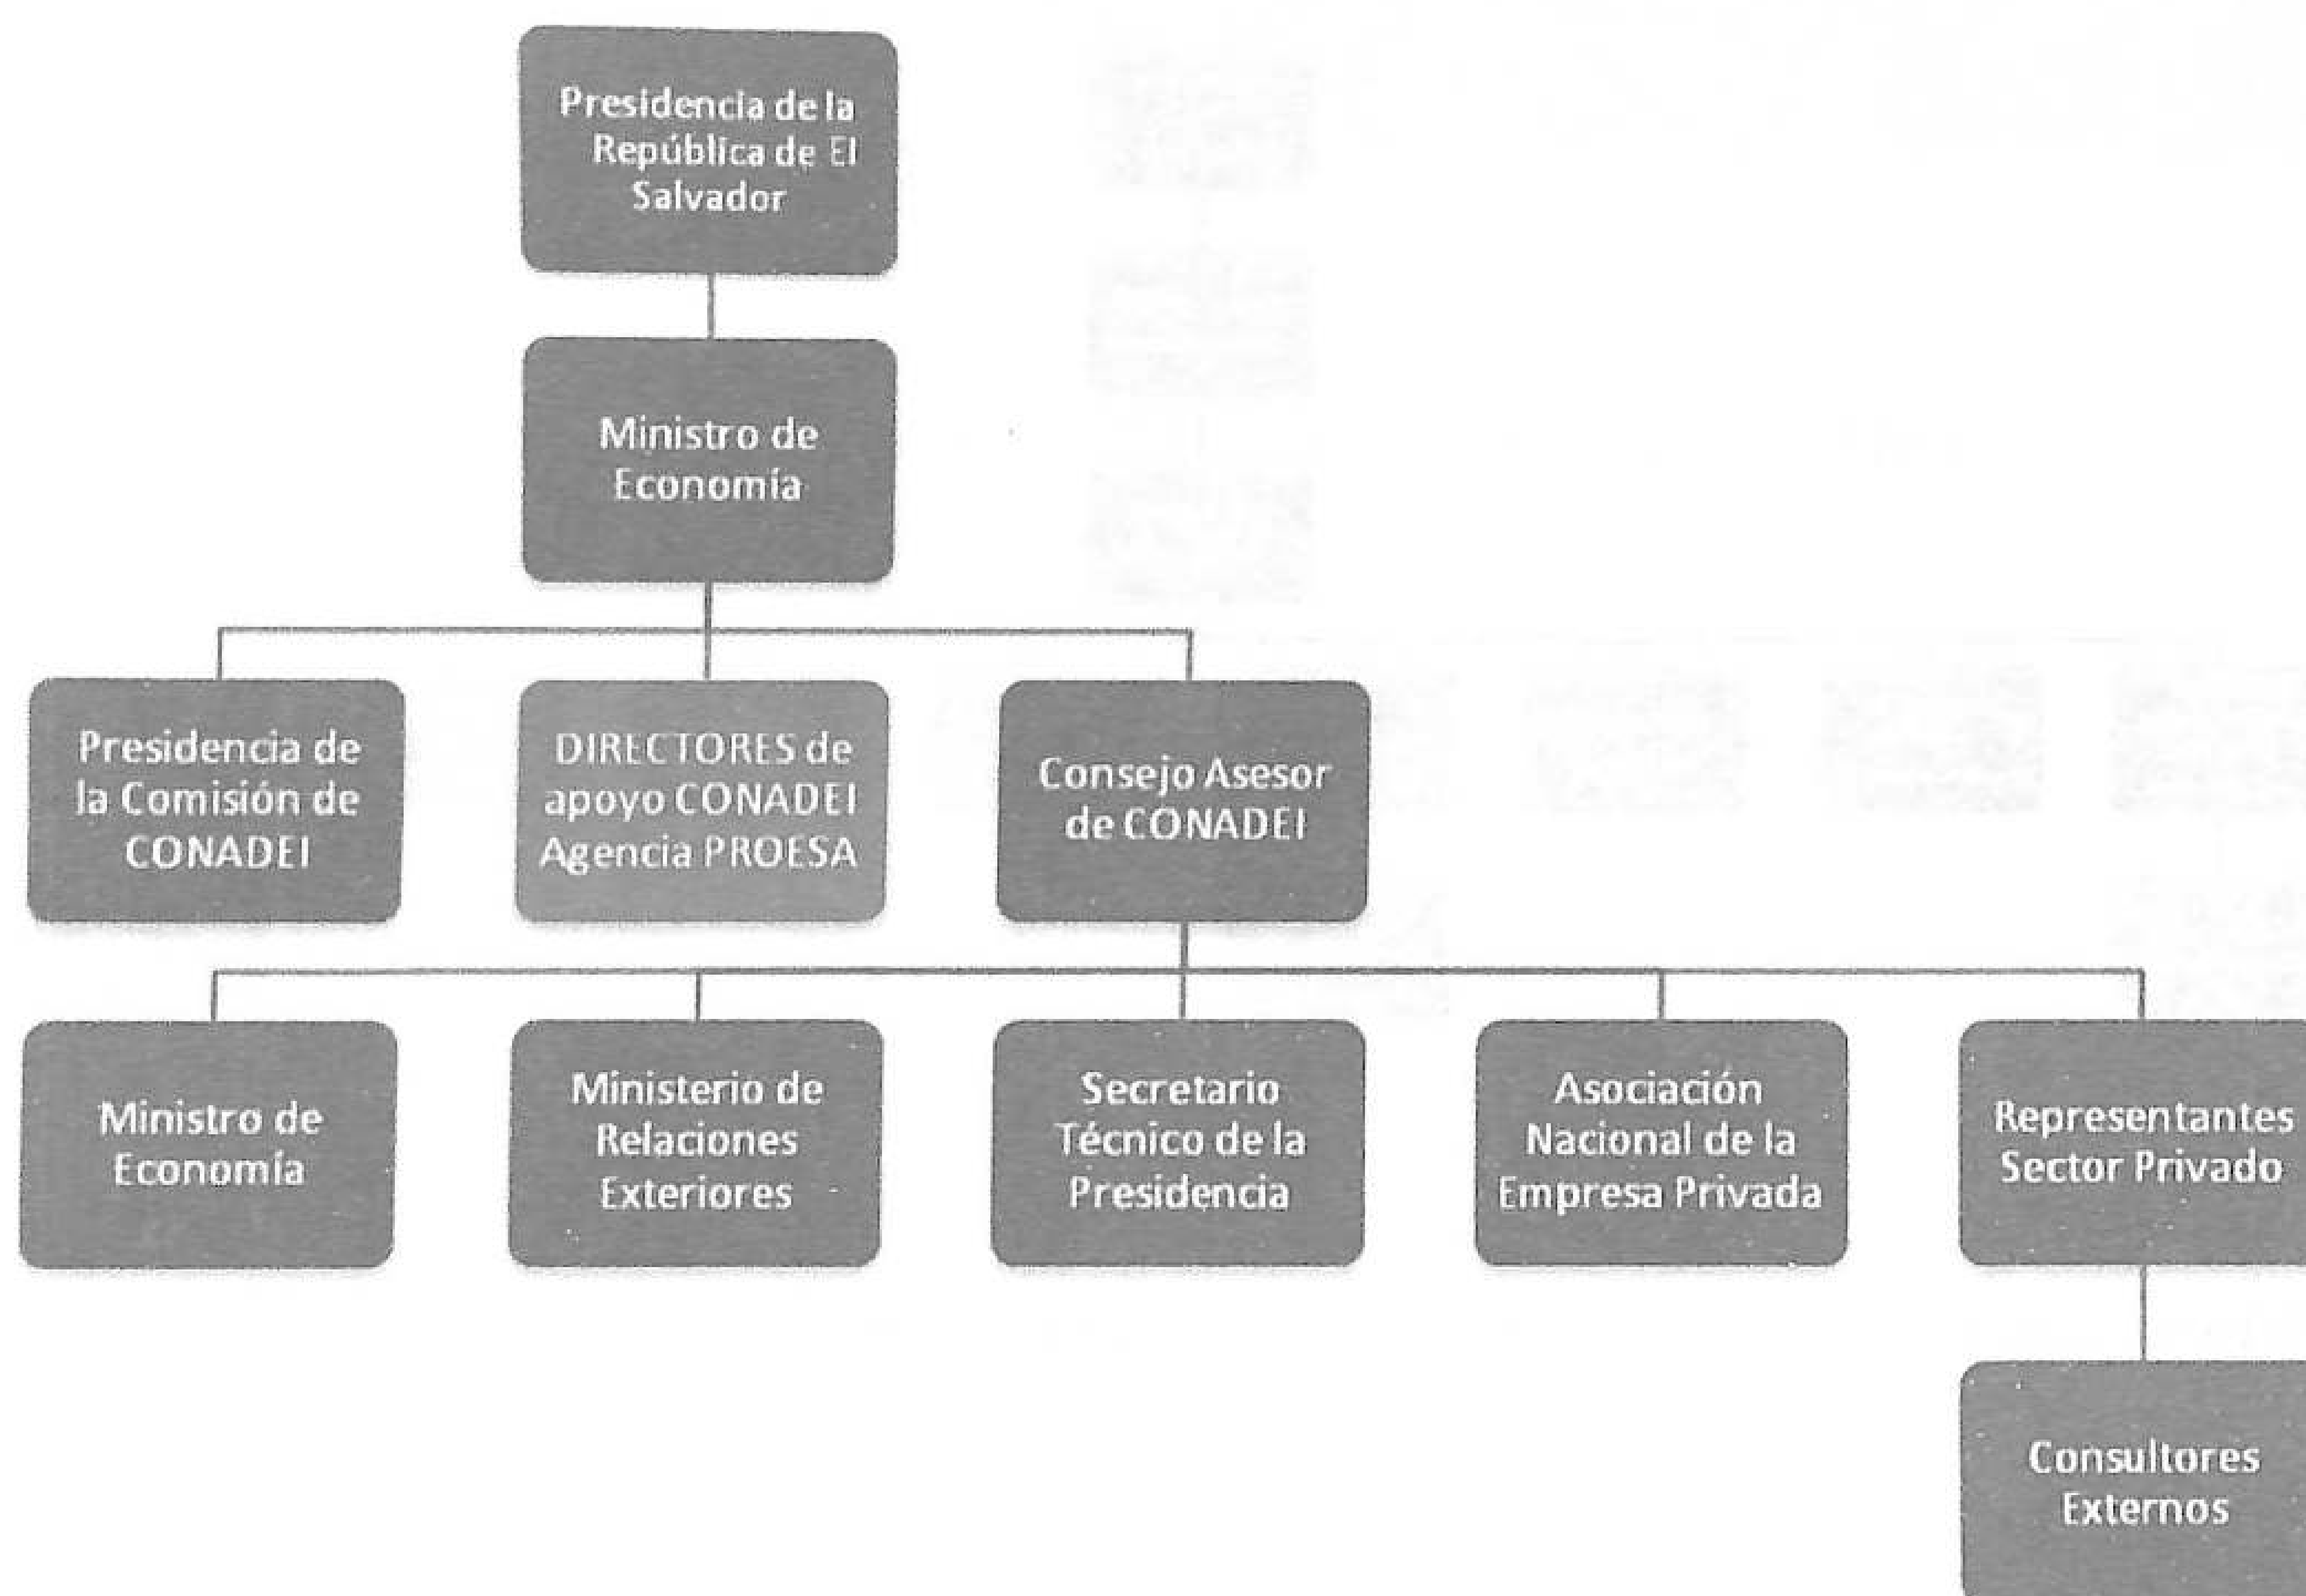 Presidencia de la
República de El
Salvador
Ministro de
Economía
Presidencia de
la Comisión de
CONADEI
DIRECTORES de
apoyo CONADEI
Agencia PROESA
Consejo Asesor
de CONADEI
Ministro de
Economía
Ministerio de
Relaciones
Exteriores
Secretario
Técnico de la
Presidencia
Asociación
Nacional de la
Empresa Privada
Representantes
Sector Privado
Consultores
Externos